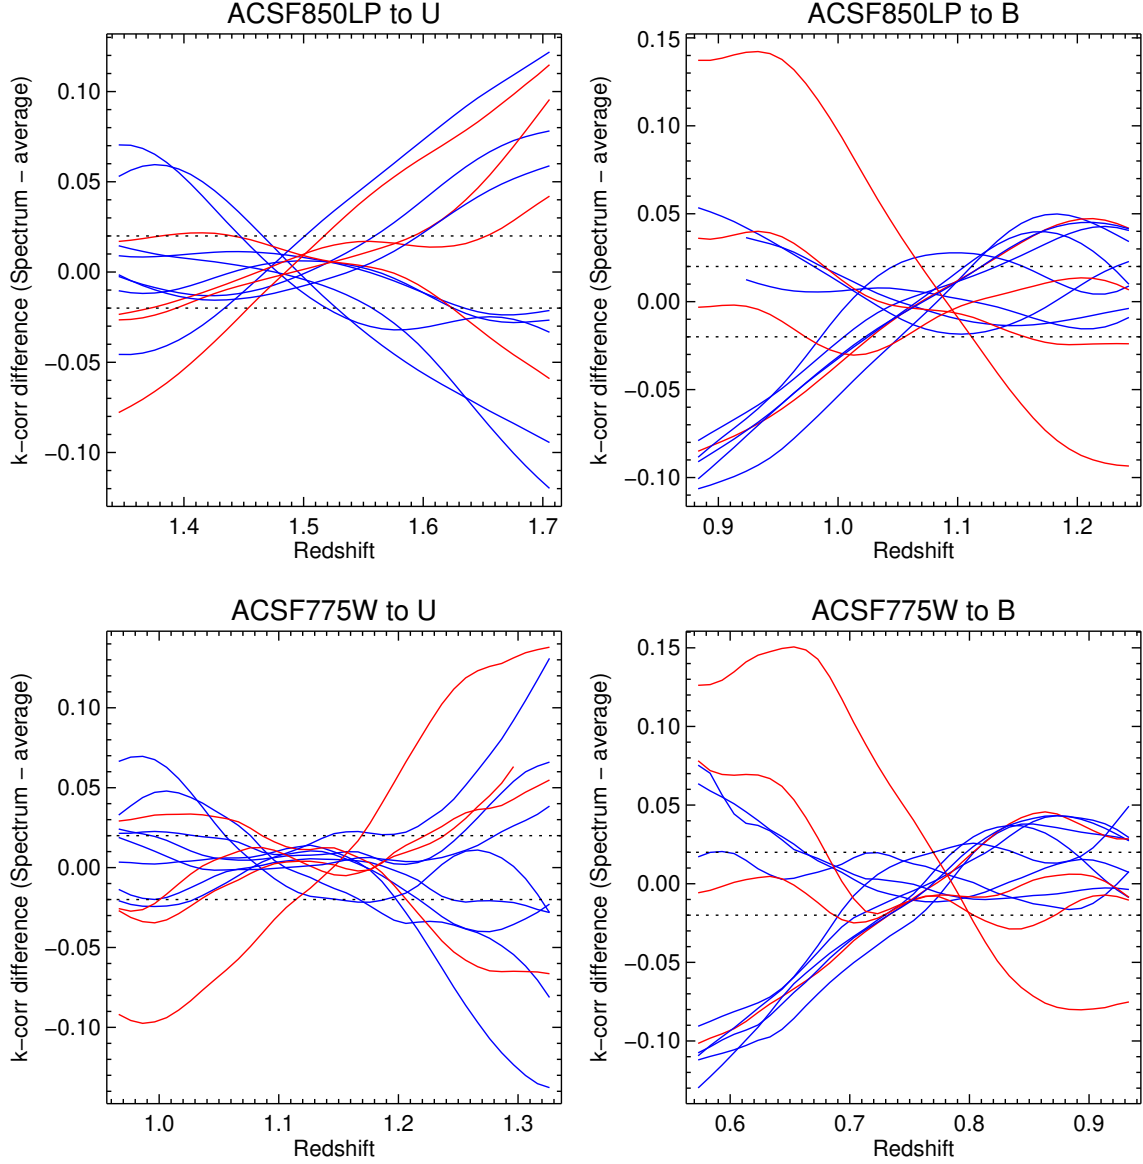 ACSF850LP to U
k−corr difference (Spectrum − average)
0.10
0.05
0.00
−0.05
−0.10
1.4 1.5 1.6 1.7
Redshift
ACSF850LP to B
k−corr difference (Spectrum − average)
0.15
0.10
0.05
0.00
−0.05
−0.10
0.9 1.0 1.1 1.2
Redshift
ACSF775W to U
k−corr difference (Spectrum − average)
0.10
0.05
0.00
−0.05
−0.10
1.0 1.1 1.2 1.3
Redshift
ACSF775W to B
k−corr difference (Spectrum − average)
0.15
0.10
0.05
0.00
−0.05
−0.10
0.6 0.7 0.8 0.9
Redshift